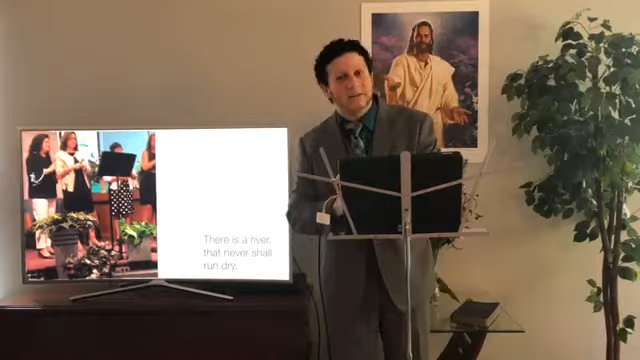 There is a river,
that never shall
run dry.